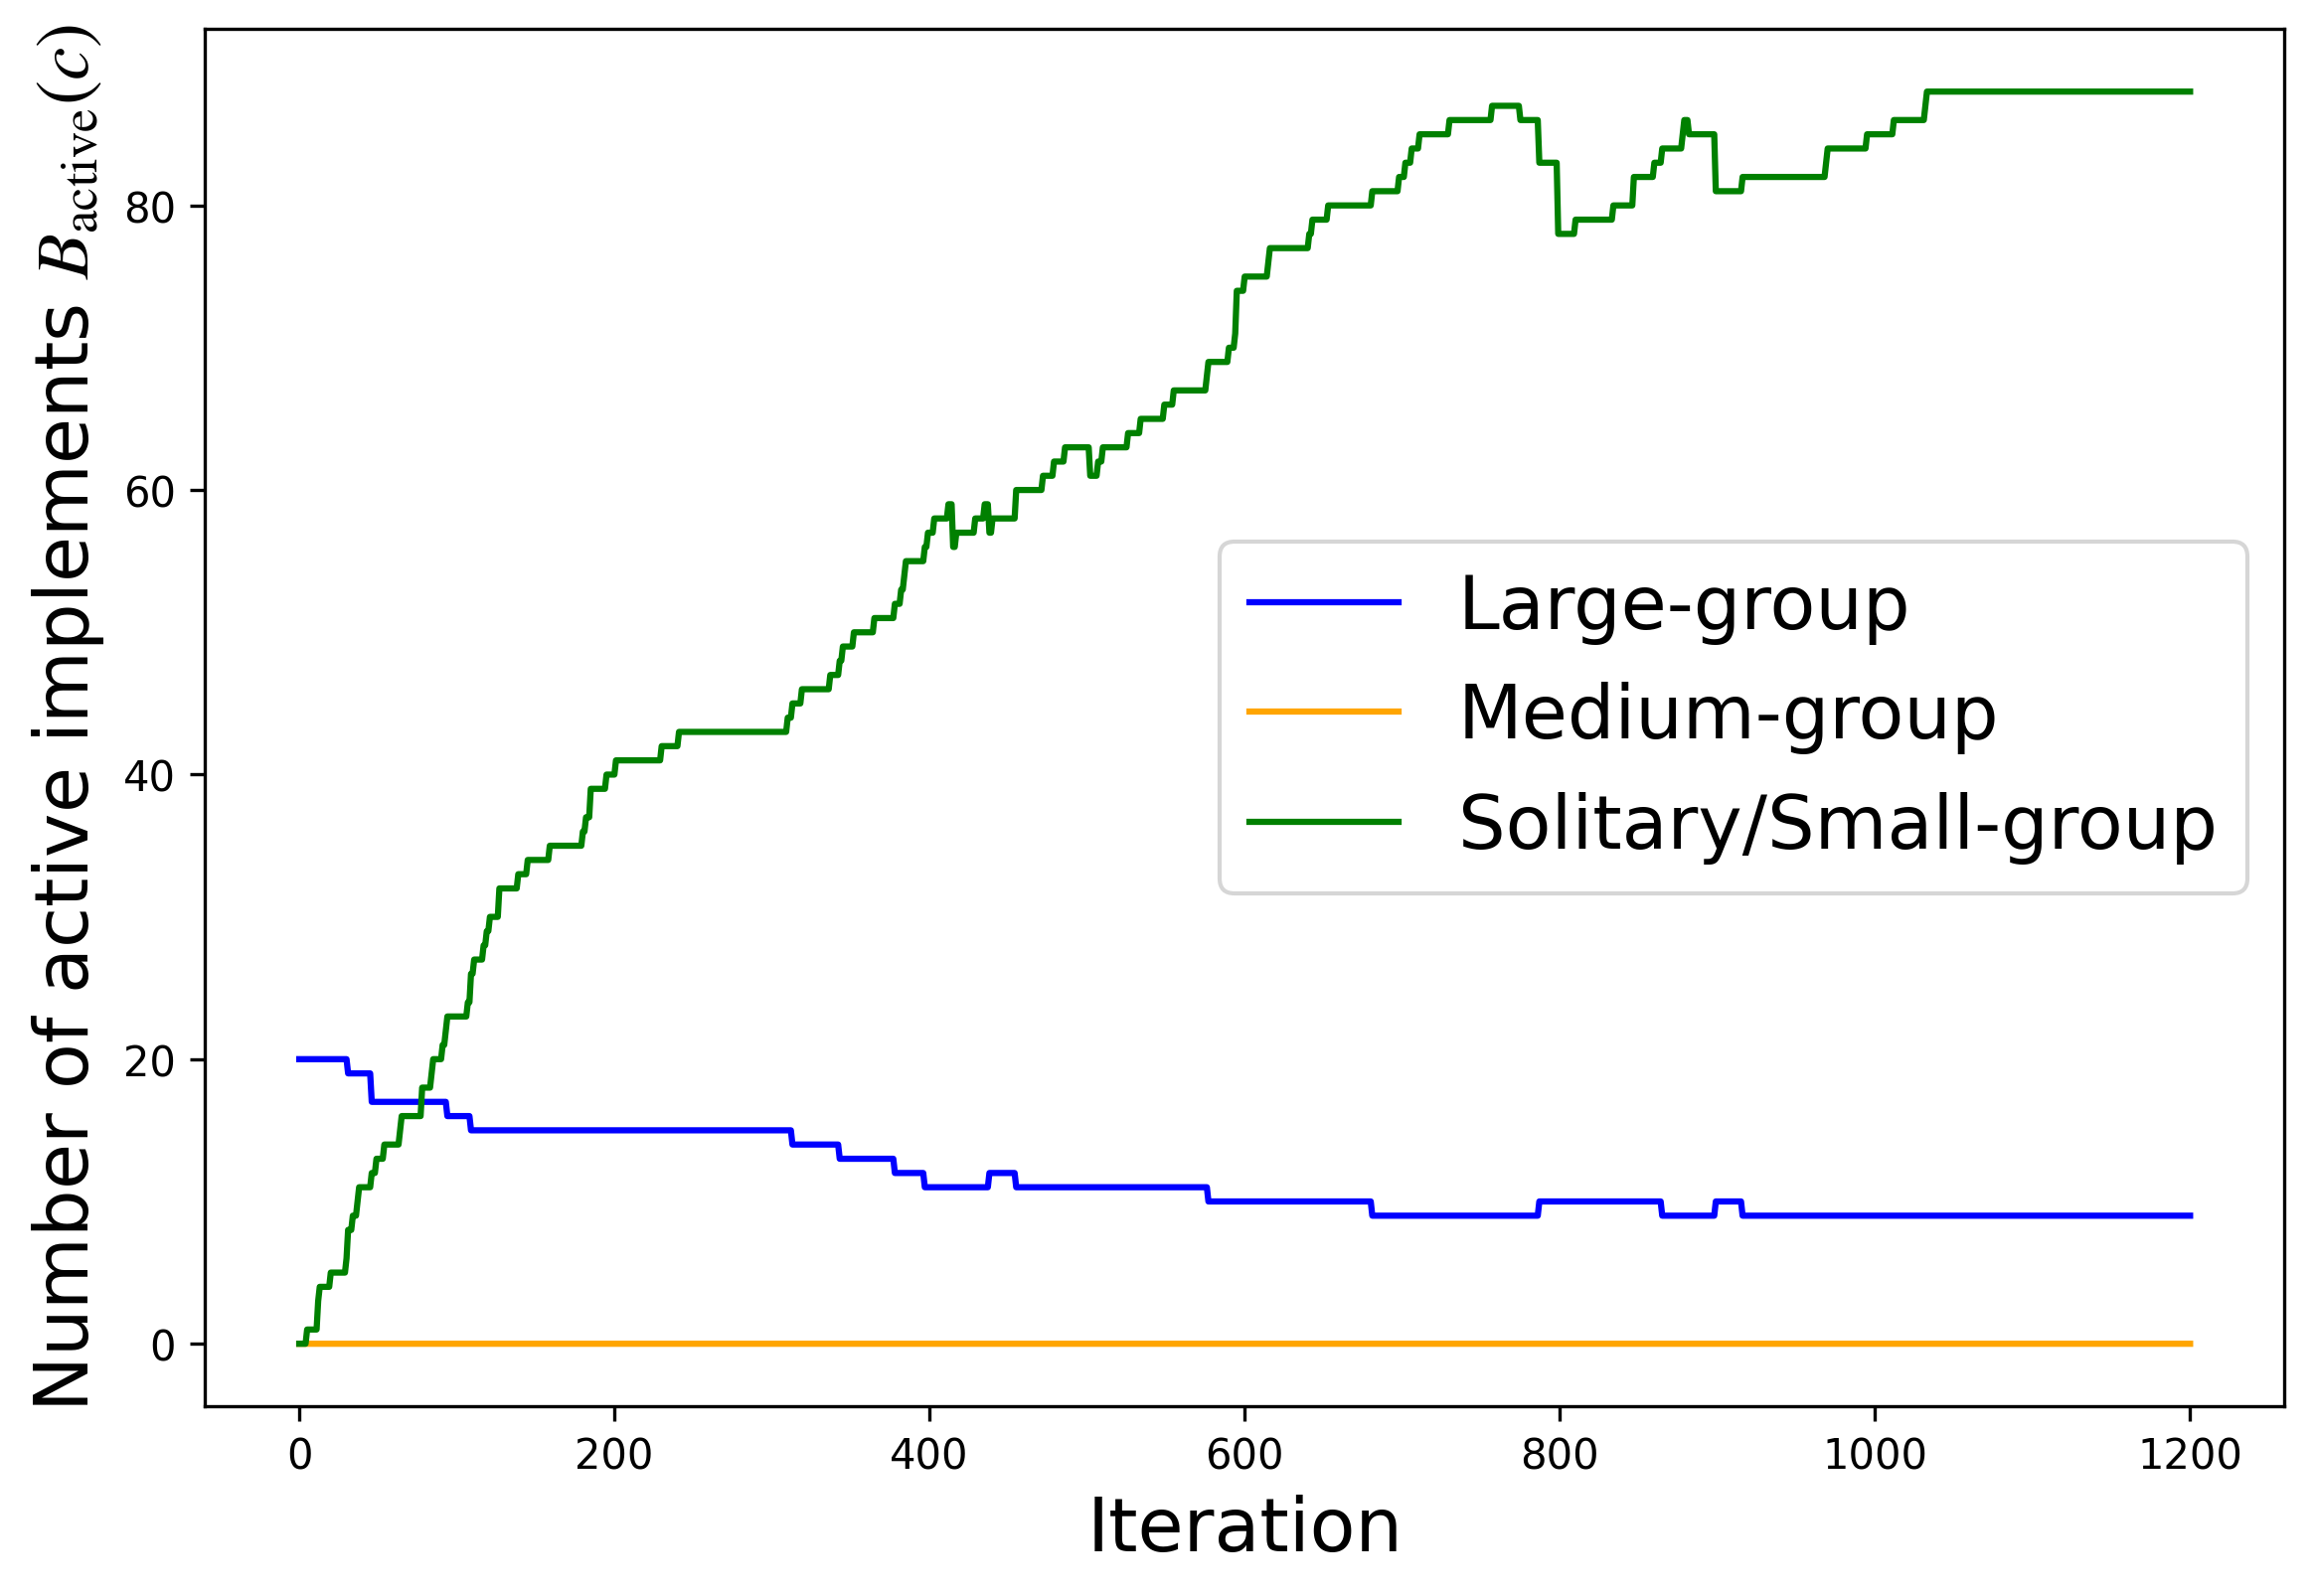 Number of active implements B_active(c)
80
60
40
20
0
Large-group
Medium-group
Solitary/Small-group
0 200 400 600 800 1000 1200
Iteration